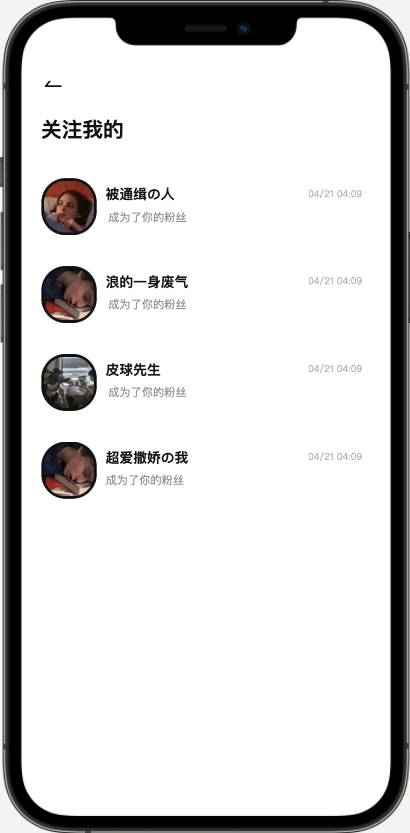 关注我的
被通缉の人
04/21 04:09
成为了你的粉丝
浪的一身废气
04/21 04:09
成为了你的粉丝
皮球先生
04/21 04:09
成为了你的粉丝
超爱撒娇の我
04/21 04:09
成为了你的粉丝